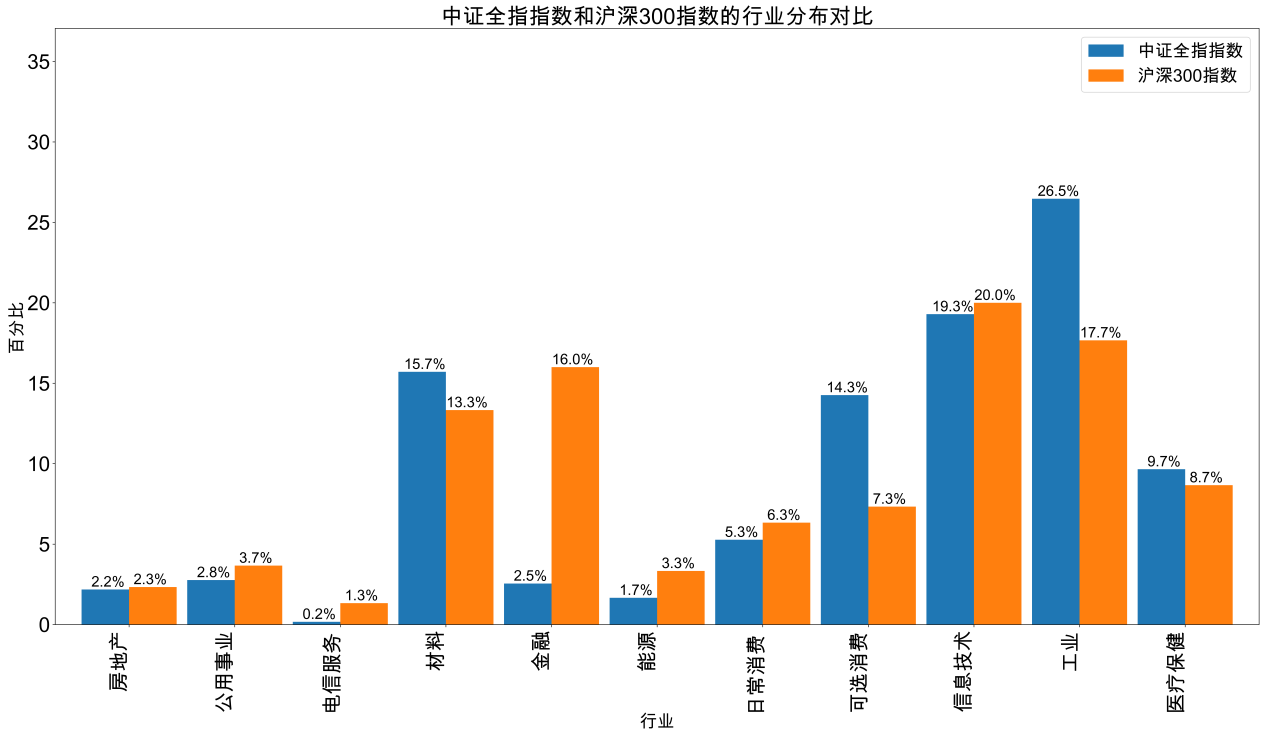 中证全指指数和沪深300指数的行业分布对比
中证全指指数
沪深300指数
百分比
35
30
25
20
15
10
5
0
2.2%
2.3%
2.8%
3.7%
0.2%
1.3%
15.7%
13.3%
2.5%
16.0%
1.7%
3.3%
5.3%
6.3%
14.3%
7.3%
19.3%
20.0%
26.5%
17.7%
9.7%
8.7%
房地产
公用事业
电信服务
材料
金融
能源
日常消费
可选消费
信息技术
工业
医疗保健
行业